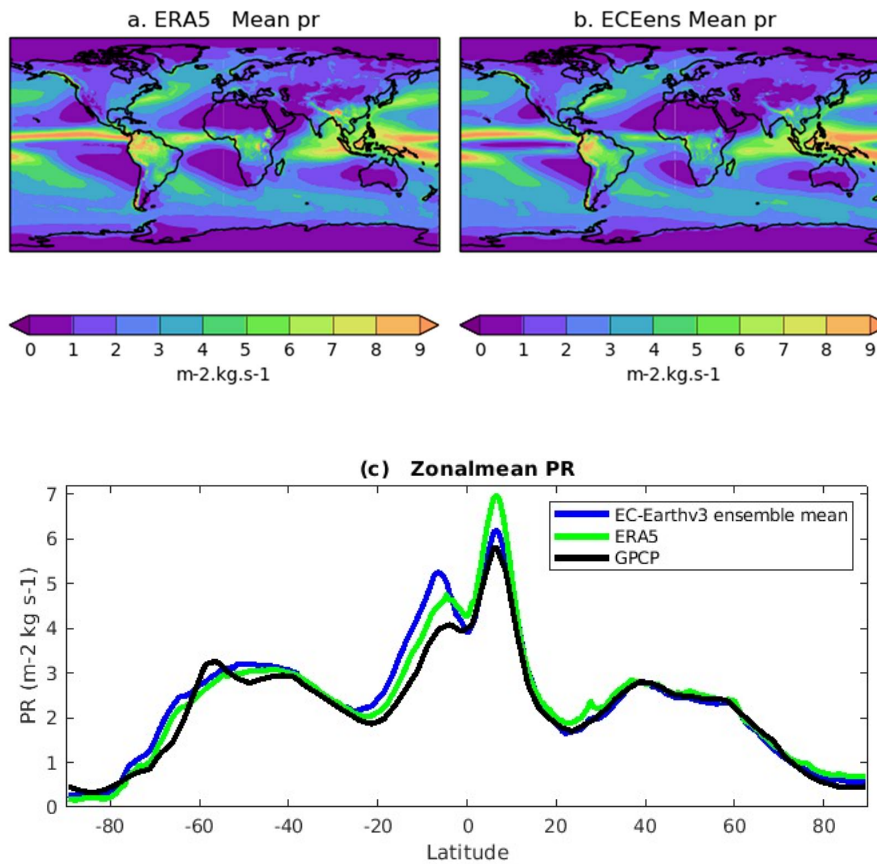 a. ERA5 Mean pr
b. ECEens Mean pr
0 1 2 3 4 5 6 7 8 9
m-2.kg.s-1
0 1 2 3 4 5 6 7 8 9
m-2.kg.s-1
(c) Zonalmean PR
7
6
5
4
3
2
1
0
PR (m-2 kg s-1)
EC-Earthv3 ensemble mean
ERA5
GPCP
-80 -60 -40 -20 0 20 40 60 80
Latitude